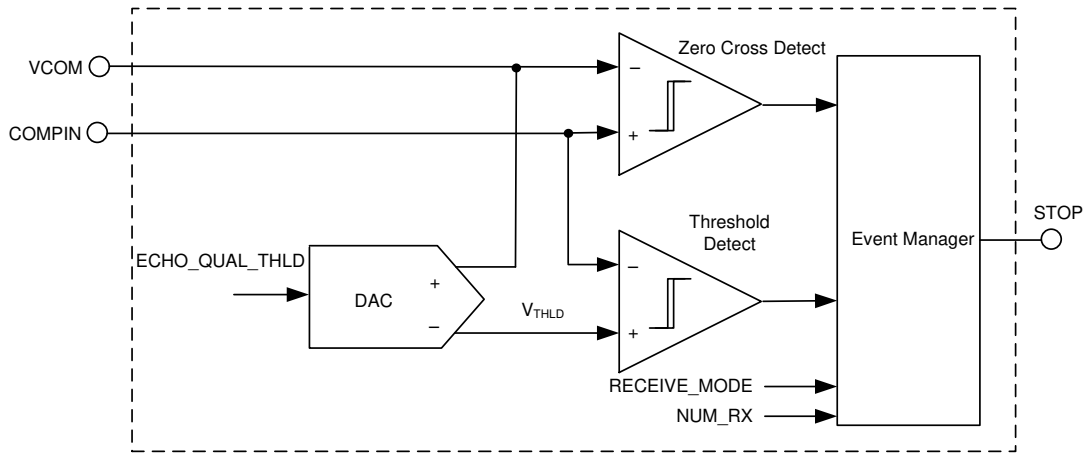 Zero Cross Detect
VCOM
−
COMPIN
+
Threshold
Detect
STOP
Event Manager
ECHO_QUAL_THLD
−
+
DAC
−
VTHLD
+
RECEIVE_MODE
NUM_RX